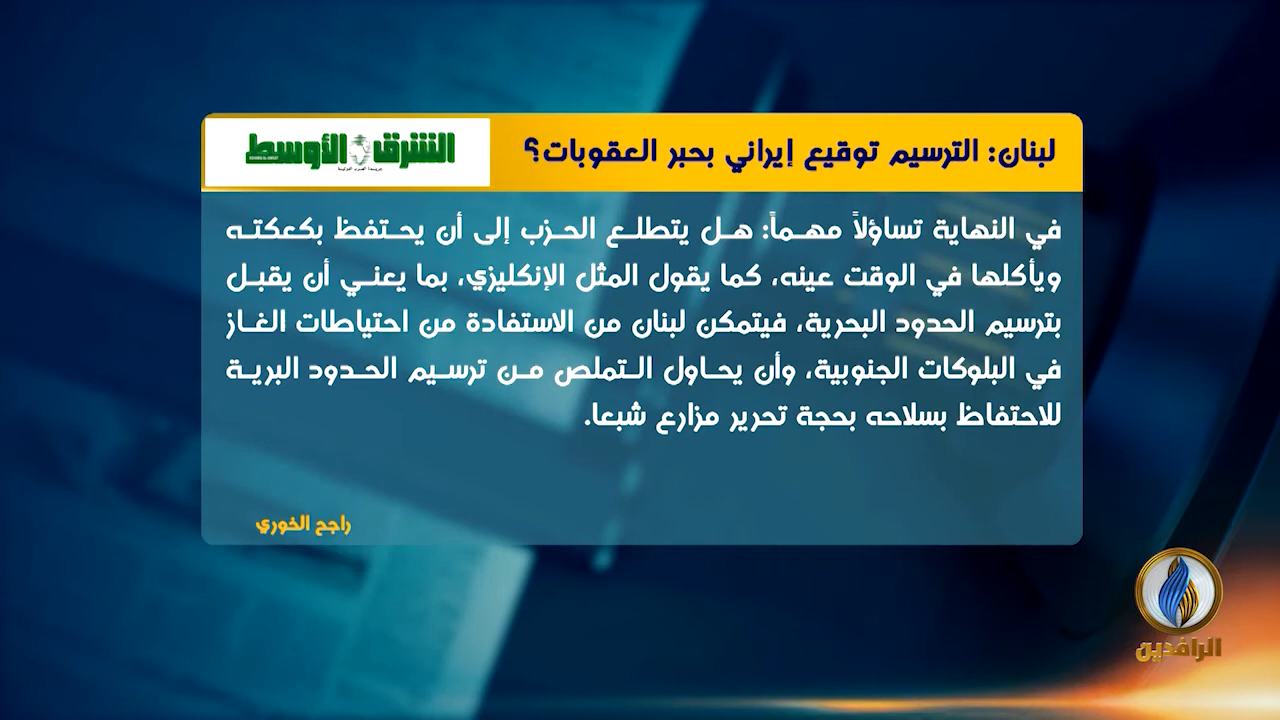 لبنان: الترسيم توقيع إيراني بحبر العقوبات؟
الشرق الأوسط
جريدة العرب الدولية
في النهاية تساؤلاً مهماً: هل يتطلع الحزب إلى أن يحتفظ بكعكته
ويأكلها في الوقت عينه، كما يقول المثل الإنكليزي، بما يعني أن يقبل
بترسيم الحدود البحرية، فيتمكن لبنان من الاستفادة من احتياطات الغاز
في البلوكات الجنوبية، وأن يحاول التملص من ترسيم الحدود البرية
للاحتفاظ بسلاحه بحجة تحرير مزارع شبعا.
راجح الخوري
الرافدين